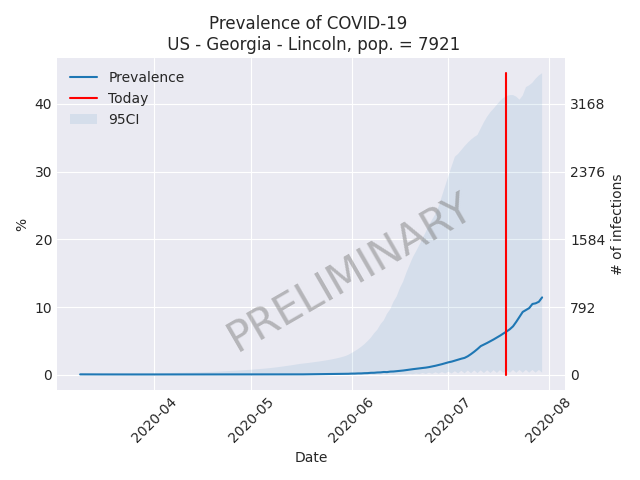 Prevalence of COVID-19
US - Georgia - Lincoln, pop. = 7921
Prevalence
Today
95CI
PRELIMINARY
%
40
30
20
10
0
3168
2376
1584
792
0
# of infections
2020-04
2020-05
2020-06
2020-07
2020-08
Date